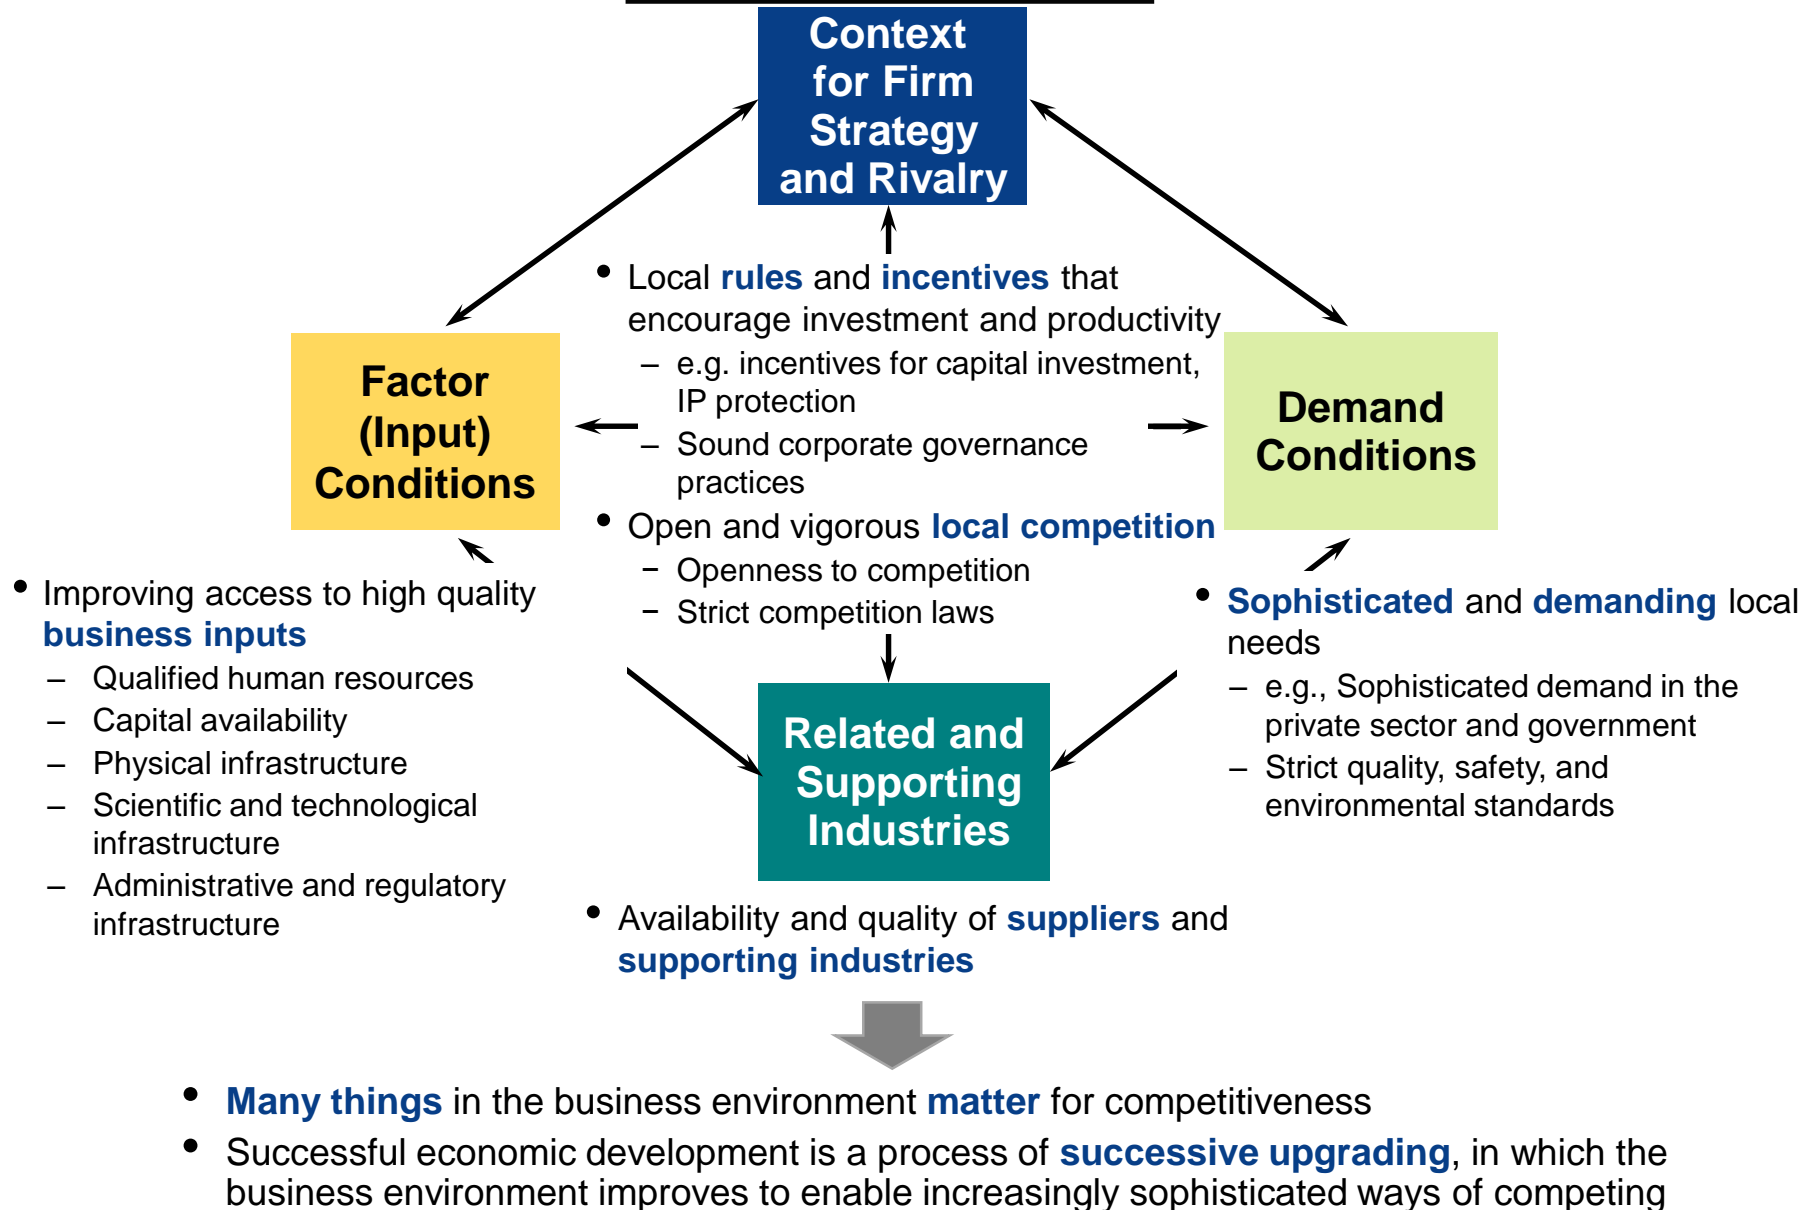 Context
for Firm
Strategy
and Rivalry
• Local rules and incentives that
encourage investment and productivity
– e.g. incentives for capital investment,
IP protection
– Sound corporate governance
practices
• Open and vigorous local competition
– Openness to competition
– Strict competition laws
Factor
(Input)
Conditions
Demand
Conditions
• Improving access to high quality
business inputs
– Qualified human resources
– Capital availability
– Physical infrastructure
– Scientific and technological
infrastructure
– Administrative and regulatory
infrastructure
• Sophisticated and demanding local
needs
– e.g., Sophisticated demand in the
private sector and government
– Strict quality, safety, and
environmental standards
Related and
Supporting
Industries
• Availability and quality of suppliers and
supporting industries
• Many things in the business environment matter for competitiveness
• Successful economic development is a process of successive upgrading, in which the
business environment improves to enable increasingly sophisticated ways of competing